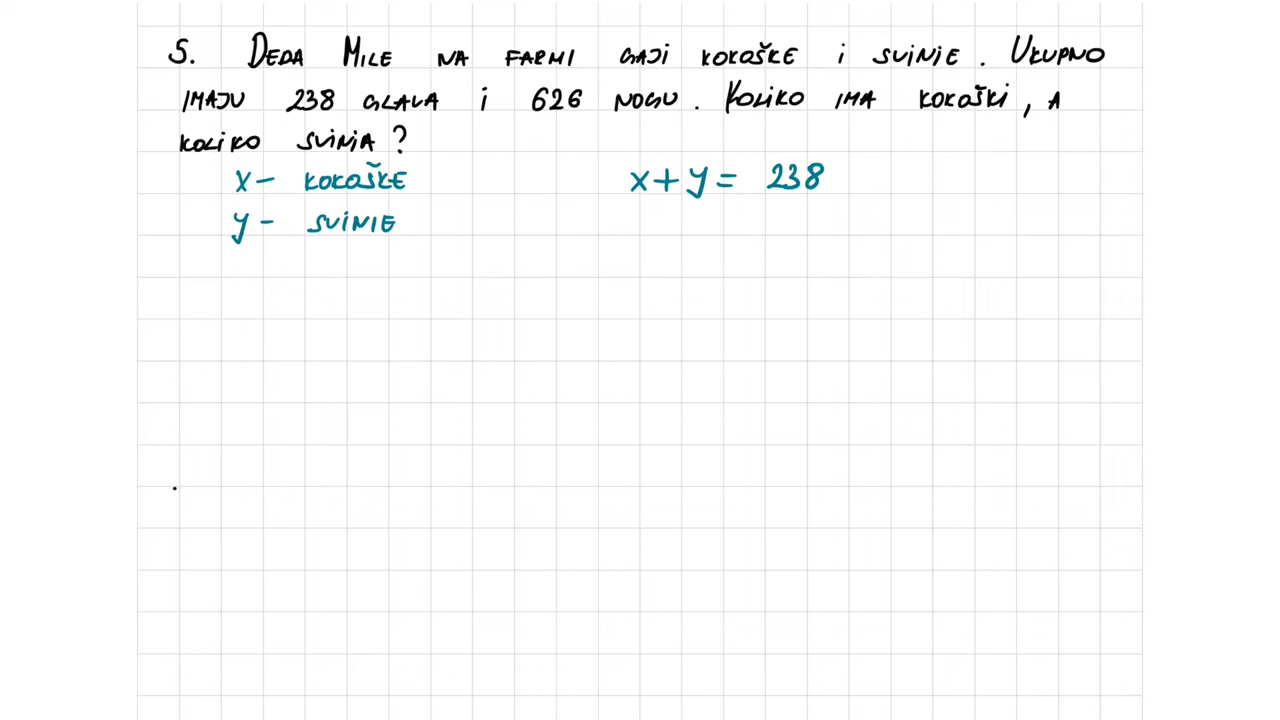 5. DEDA MILE NA FARMI GAJI KOKOŠKE I SVINJE. UKUPNO
IMAJU 238 GLAVA I 626 NOGU. KOLIKO IMA KOKOŠKI, A
KOLIKO SVINJA?
x - KOKOŠKE x + y = 238
y - SVINJE